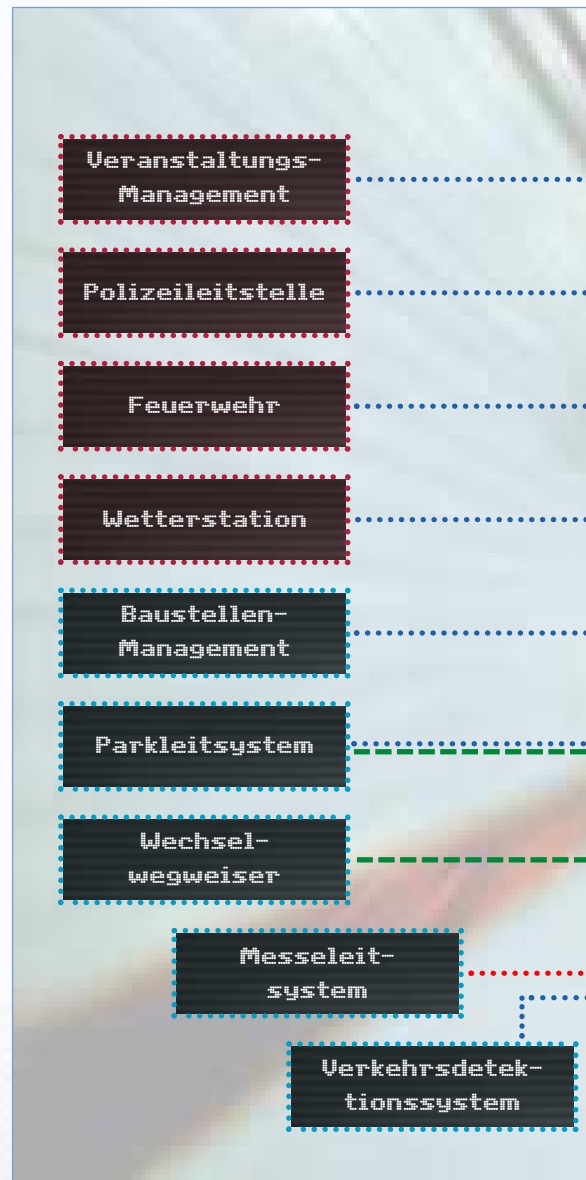 Veranstaltungs-
Management
Polizeileitstelle
Feuerwehr
Wetterstation
Baustellen-
Management
Parkleitsystem
Wechsel-
wegweiser
Messeleit-
system
Verkehrsdetek-
tionssystem